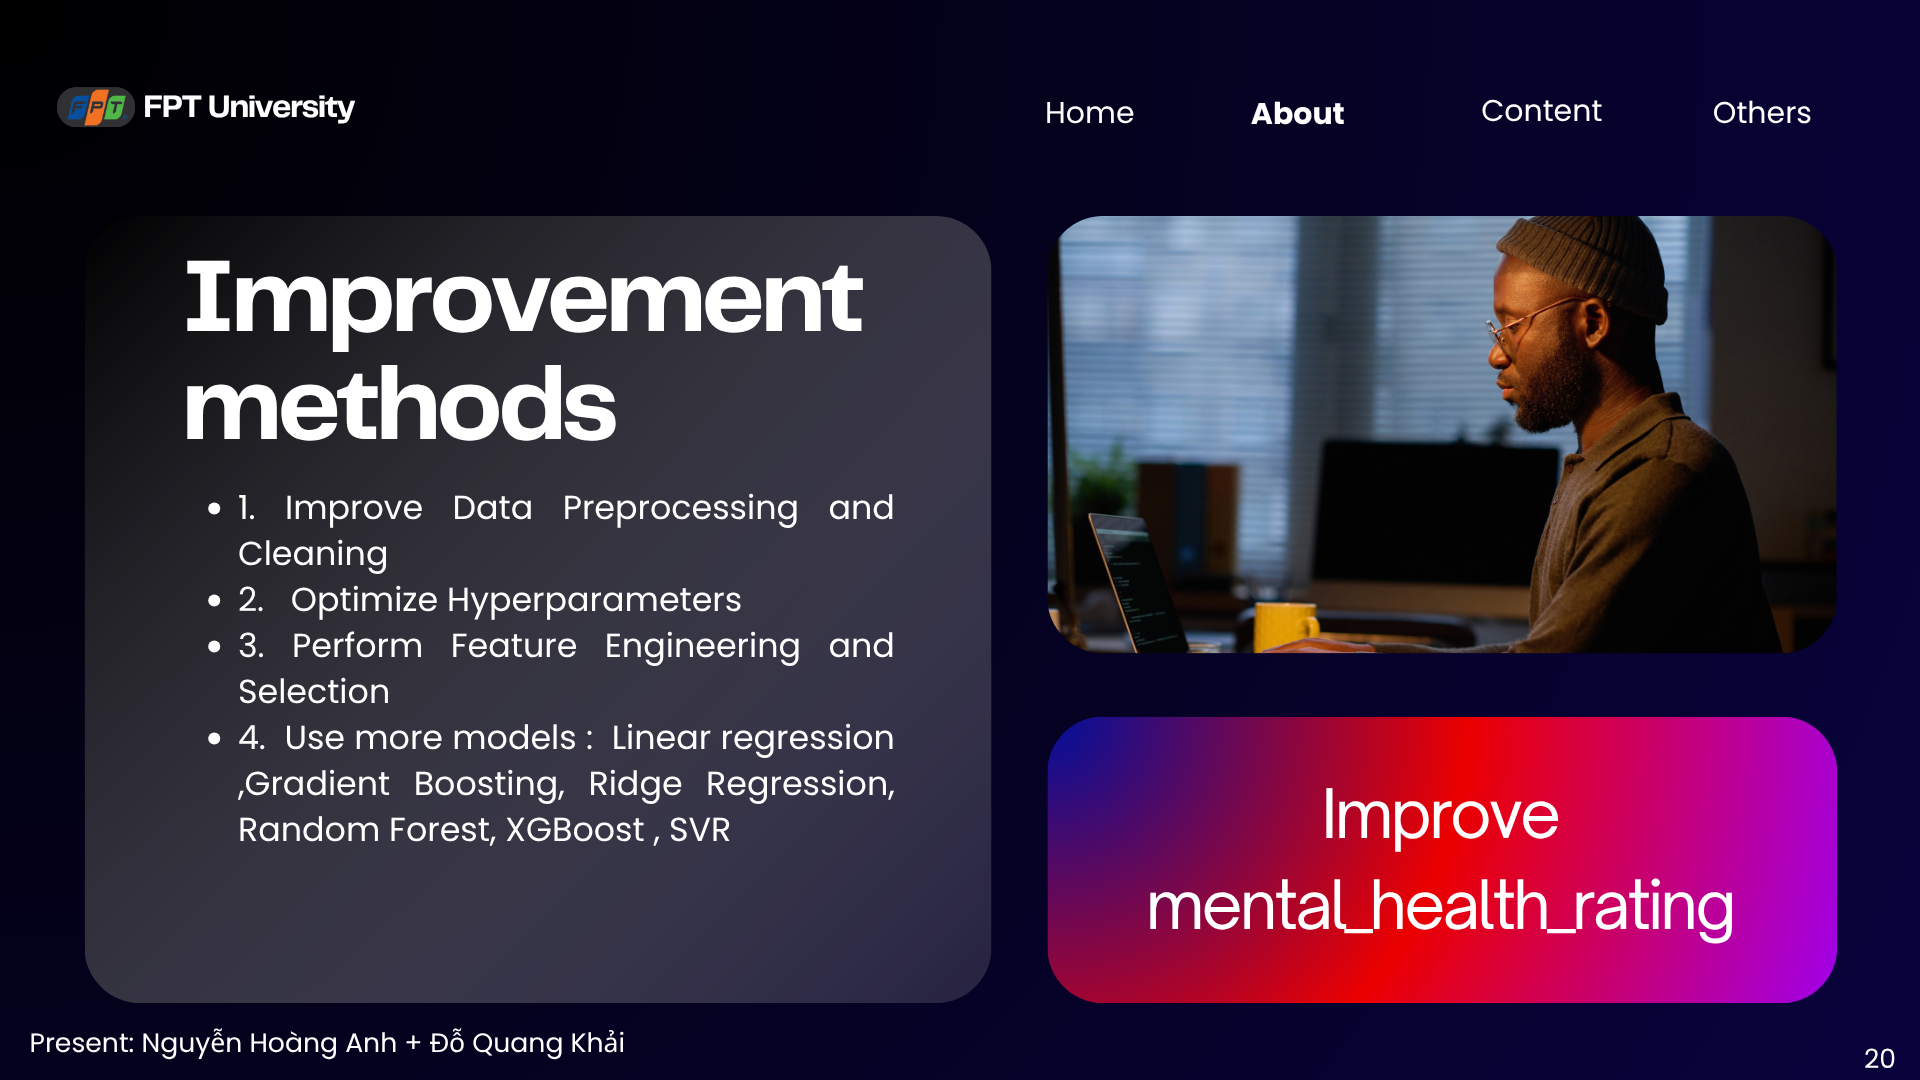 FPT FPT University
Home About Content Others
Improvement
methods
• 1. Improve Data Preprocessing and
Cleaning
• 2. Optimize Hyperparameters
• 3. Perform Feature Engineering and
Selection
• 4. Use more models : Linear regression
,Gradient Boosting, Ridge Regression,
Random Forest, XGBoost , SVR
Improve
mental_health_rating
Present: Nguyễn Hoàng Anh + Đỗ Quang Khải
20